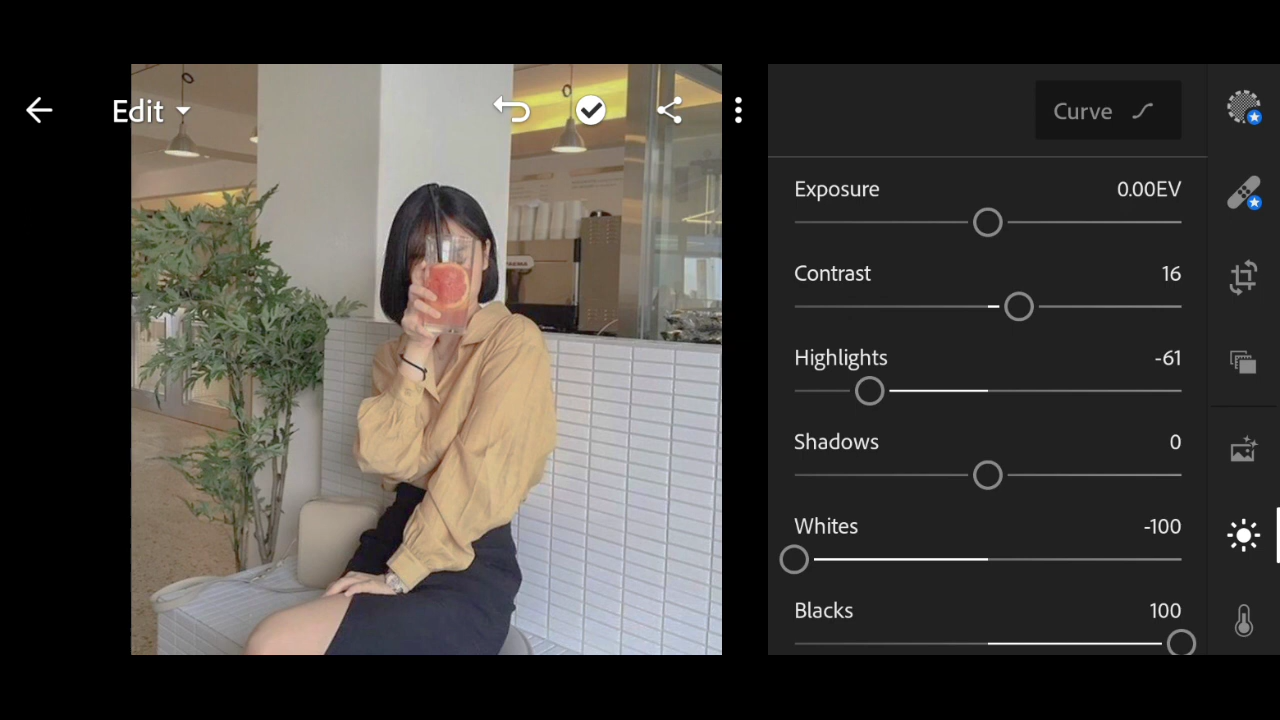 Edit
Curve
Exposure 0.00EV
Contrast 16
Highlights -61
Shadows 0
Whites -100
Blacks 100